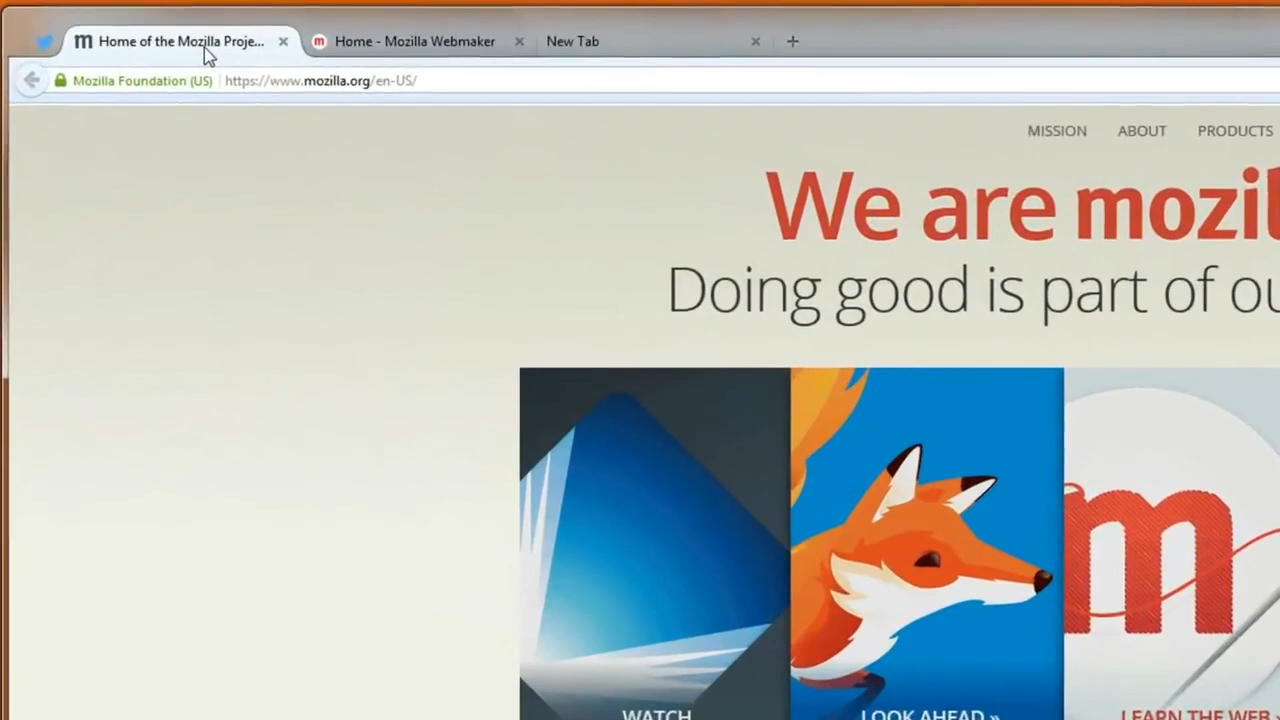 Home of the Mozilla Proje...
Home - Mozilla Webmaker
New Tab
Mozilla Foundation (US)
https://www.mozilla.org/en-US/
MISSION
ABOUT
PRODUCTS
We are mozil
Doing good is part of ou
WATCH
LOOK AHEAD »
LEARN THE WEB